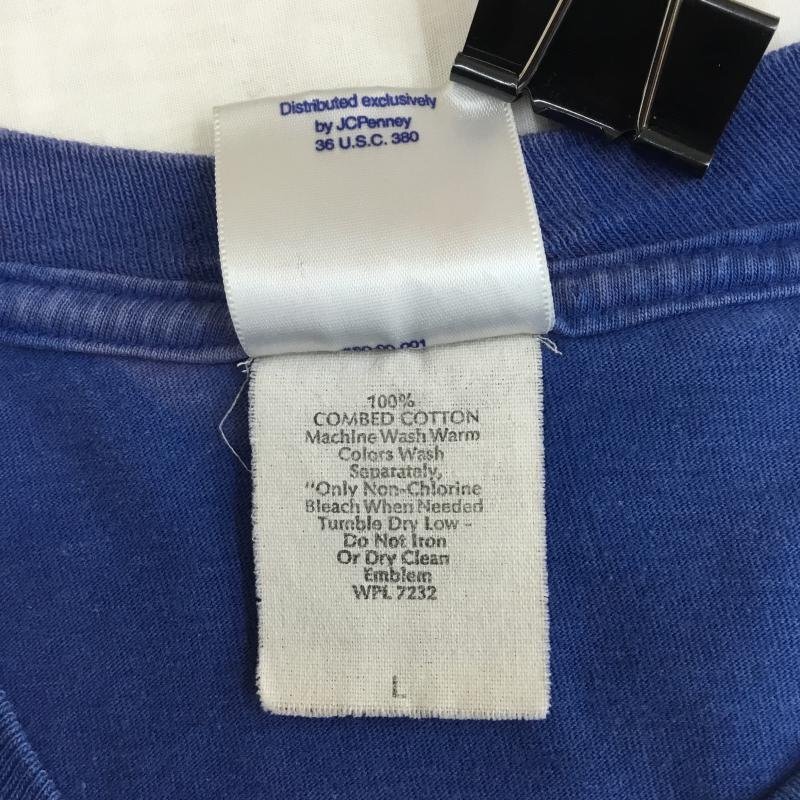 Distributed exclusively
by JCPenney
36 U.S.C. 380
100%
COMBED COTTON
Machine Wash Warm
Colors Wash
Separately,
"Only Non-Chlorine
Bleach When Needed
Tumble Dry Low -
Do Not Iron
Or Dry Clean
Emblem
WPL 7232
L